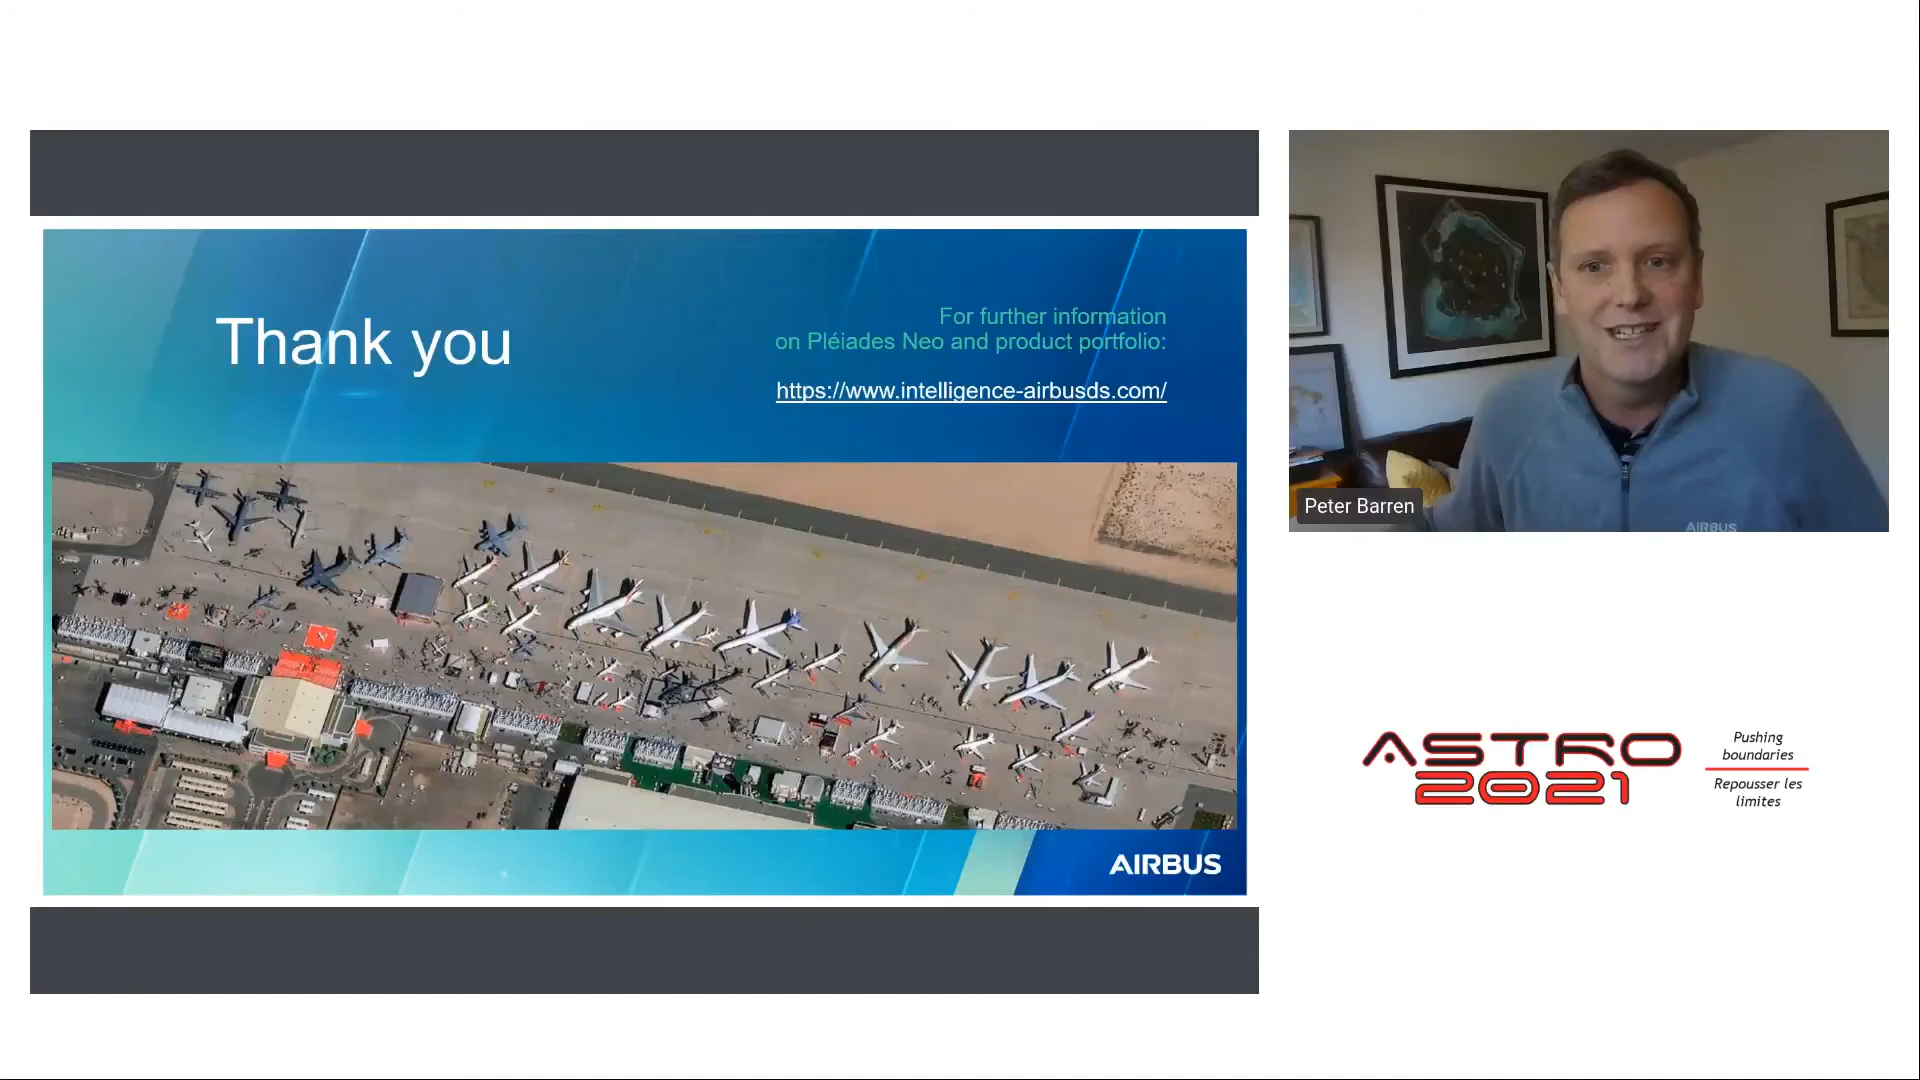 Thank you
For further information
on Pléiades Neo and product portfolio:
https://www.intelligence-airbusds.com/
AIRBUS
Peter Barren
AIRBUS
ASTRO
2021
Pushing
boundaries
Repousser les
limites